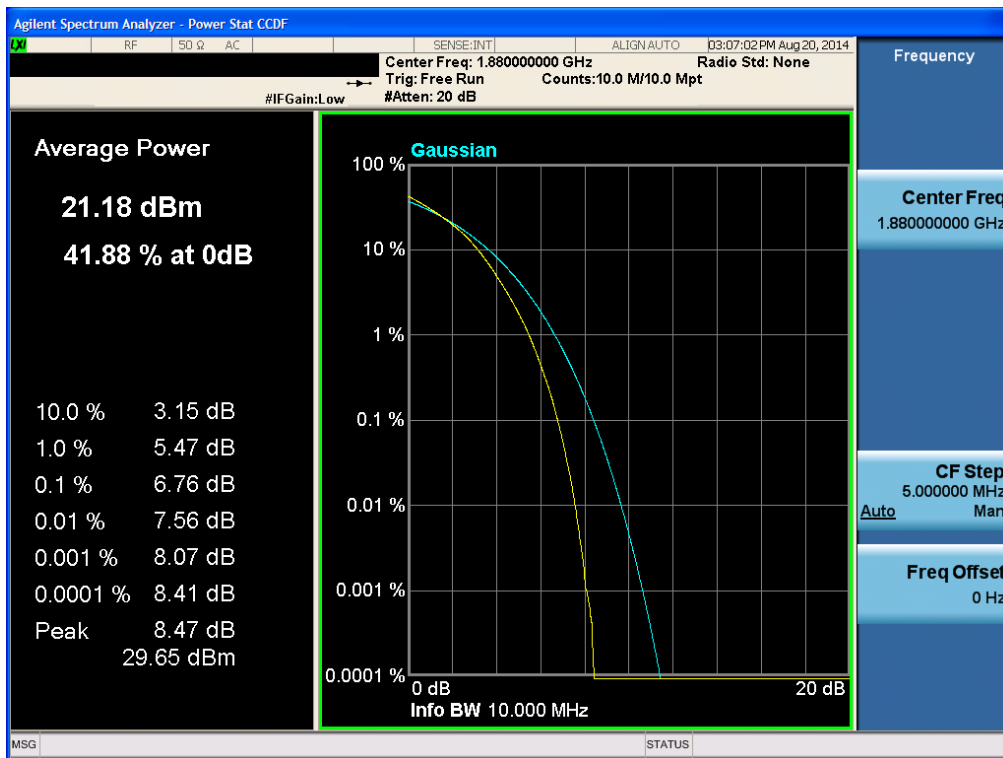 Agilent Spectrum Analyzer - Power Stat CCDF
LXI RF 50 Ω AC SENSE:INT ALIGN AUTO 03:07:02 PM Aug 20, 2014
Center Freq: 1.880000000 GHz Radio Std: None
Trig: Free Run Counts:10.0 M/10.0 Mpt
#IFGain:Low #Atten: 20 dB
Average Power
21.18 dBm
41.88 % at 0dB
10.0 % 3.15 dB
1.0 % 5.47 dB
0.1 % 6.76 dB
0.01 % 7.56 dB
0.001 % 8.07 dB
0.0001 % 8.41 dB
Peak 8.47 dB
29.65 dBm
Gaussian
100 %
10 %
1 %
0.1 %
0.01 %
0.001 %
0.0001 %
0 dB 20 dB
Info BW 10.000 MHz
Frequency
Center Freq
1.880000000 GHz
CF Step
5.000000 MHz
Auto Man
Freq Offset
0 Hz
MSG STATUS